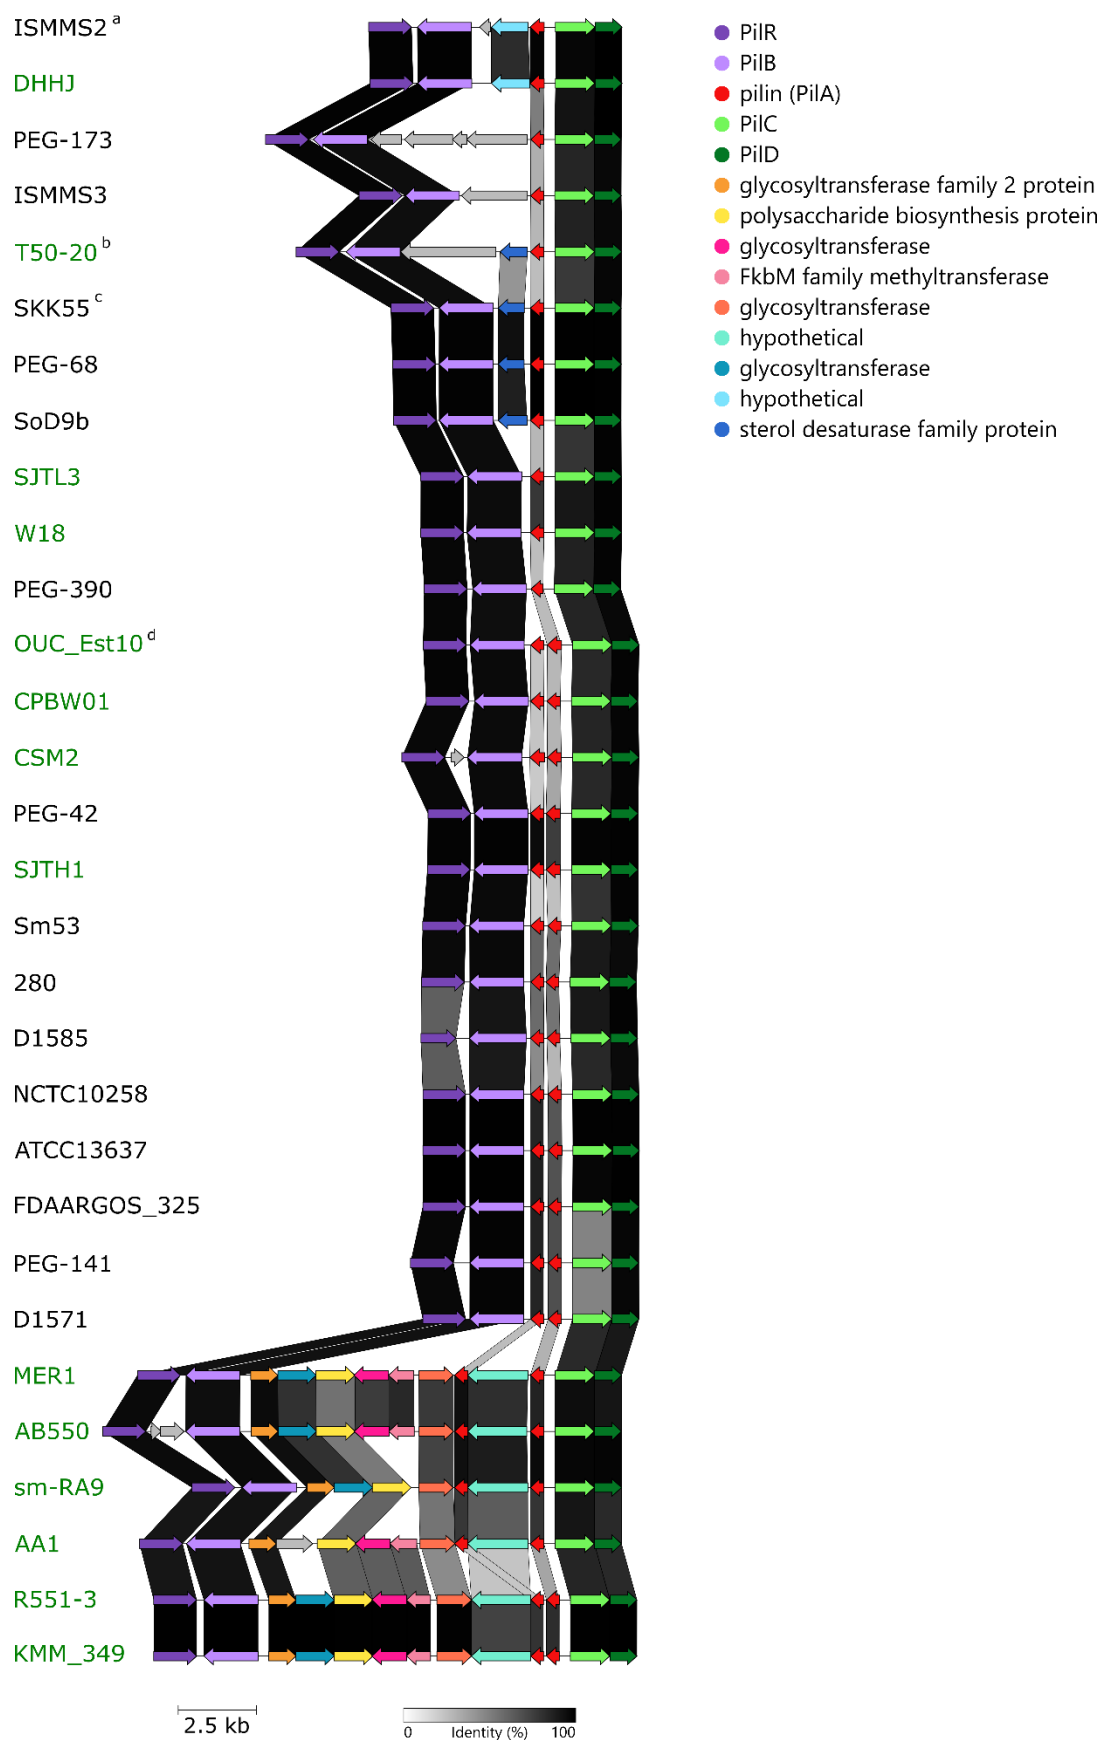 ISMMS2 a
DHHJ
PEG-173
ISMMS3
T50-20 b
SKK55 c
PEG-68
SoD9b
SJTL3
W18
PEG-390
OUC_Est10 d
CPBW01
CSM2
PEG-42
SJTH1
Sm53
280
D1585
NCTC10258
ATCC13637
FDAARGOS_325
PEG-141
D1571
MER1
AB550
sm-RA9
AA1
R551-3
KMM_349
PilR
PilB
pilin (PilA)
PilC
PilD
glycosyltransferase family 2 protein
polysaccharide biosynthesis protein
glycosyltransferase
FkbM family methyltransferase
glycosyltransferase
hypothetical
glycosyltransferase
hypothetical
sterol desaturase family protein
2.5 kb
0 Identity (%) 100